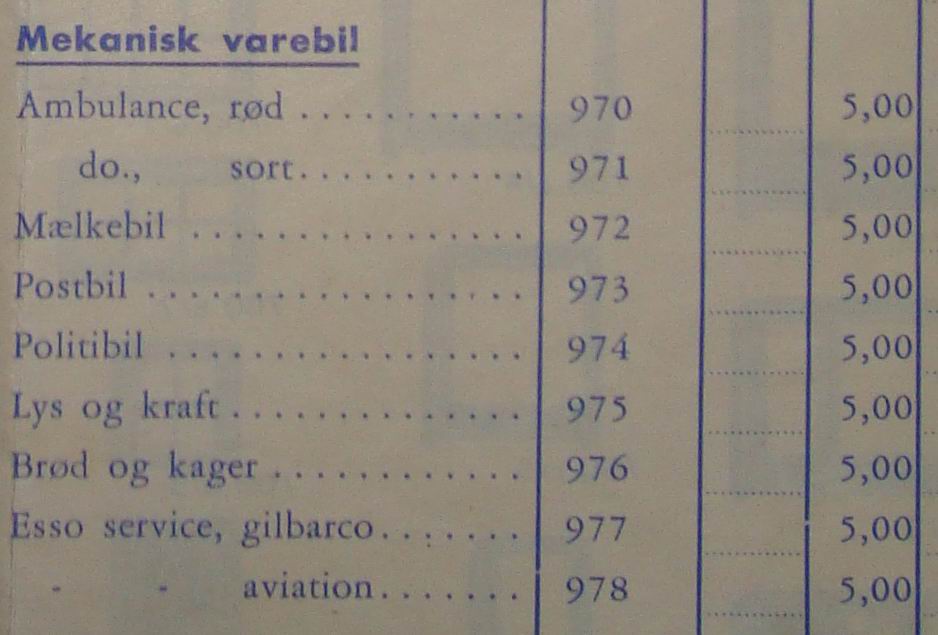 Mekanisk varebil
Ambulance, rød ........... 970 5,00
do., sort............ 971 5,00
Mælkebil ................ 972 5,00
Postbil .................. 973 5,00
Politibil ................. 974 5,00
Lys og kraft .............. 975 5,00
Brød og kager ............ 976 5,00
Esso service, gilbarco....... 977 5,00
- - aviation....... 978 5,00